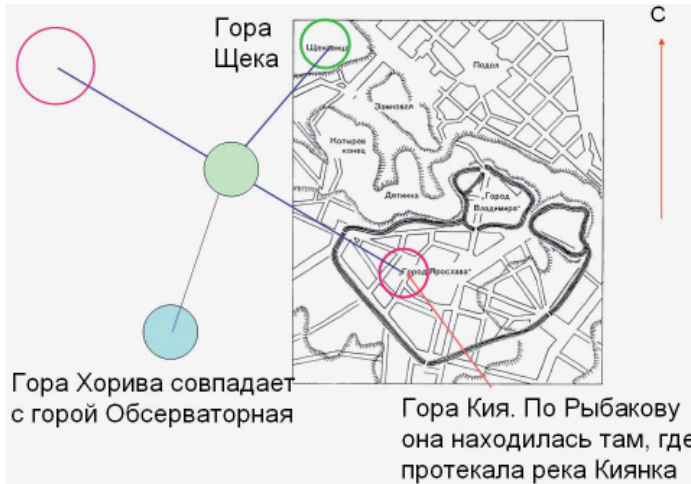 Гора
Щека
С
Щекавица
Подол
Замковая
Копырев
конец
Детинка
„Город
Владимира"
"Город Ярослава"
Гора Хорива совпадает
с горой Обсерваторная
Гора Кия. По Рыбакову
она находилась там, где
протекала река Киянка